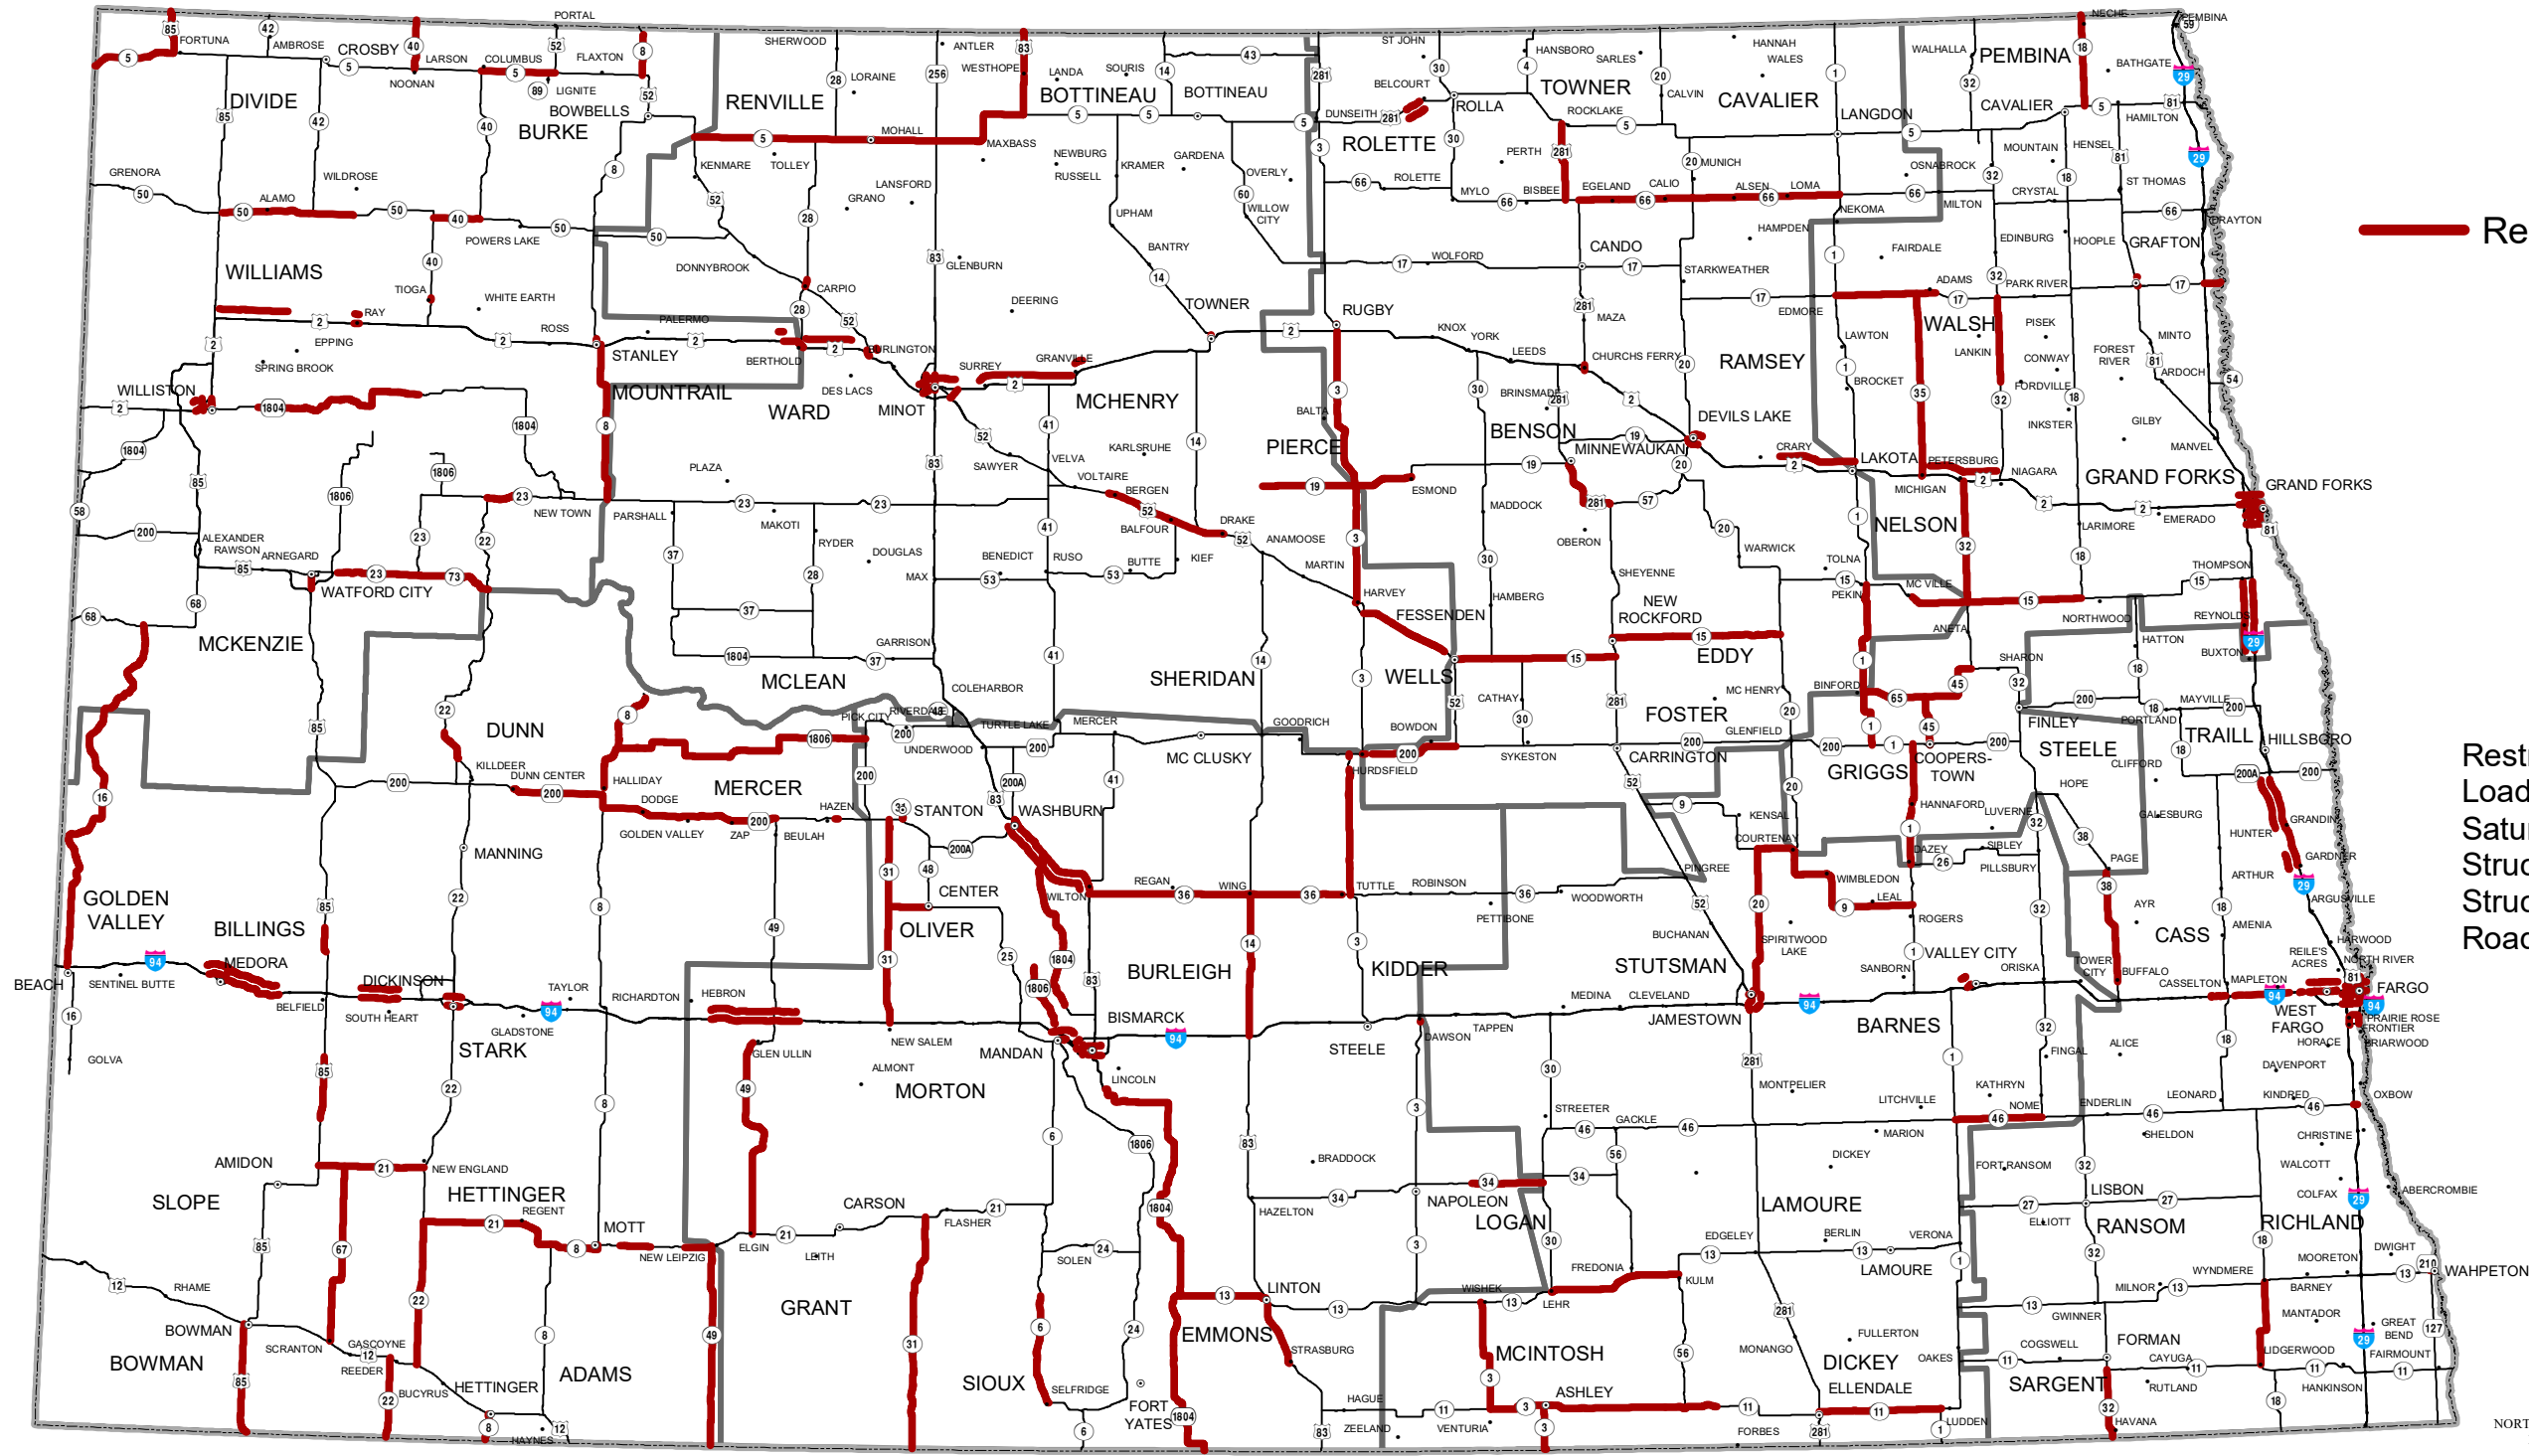 PORTAL
NECHE
PEMBINA
FORTUNA
AMBROSE
CROSBY
LARSON
NOONAN
COLUMBUS
FLAXTON
LIGNITE
SHERWOOD
LORAINE
ANTLER
WESTHOPE
LANDA
SOURIS
BOTTINEAU
BOTTINEAU
ST JOHN
BELCOURT
DUNSEITH
ROLLA
HANSBORO
SARLES
TOWNER
ROCKLAKE
CALVIN
HANNAH
WALES
CAVALIER
LANGDON
WALHALLA
PEMBINA
BATHGATE
CAVALIER
HAMILTON
DIVIDE
BOWBELLS
BURKE
RENVILLE
MOHALL
MAXBASS
ROLETTE
PERTH
MUNICH
OSNABROCK
MOUNTAIN
HENSEL
GRENORA
WILDROSE
ALAMO
KENMARE
TOLLEY
LANSFORD
GRANO
NEWBURG
RUSSELL
KRAMER
GARDENA
OVERLY
ROLETTE
MYLO
BISBEE
EGELAND
CALIO
ALSEN
LOMA
NEKOMA
MILTON
CRYSTAL
ST THOMAS
POWERS LAKE
UPHAM
WILLOW
CITY
HAMPDEN
EDINBURG
HOOPLE
GRAFTON
DRAYTON
WILLIAMS
TIOGA
WHITE EARTH
DONNYBROOK
CARPIO
GLENBURN
BANTRY
DEERING
TOWNER
RUGBY
WOLFORD
CANDO
STARKWEATHER
FAIRDALE
ADAMS
PARK RIVER
EDMORE
RAY
EPPING
SPRING BROOK
ROSS
PALERMO
STANLEY
BERTHOLD
BURLINGTON
DES LACS
SURREY
GRANVILLE
KNOX
YORK
LEEDS
MAZA
CHURCHS FERRY
RAMSEY
LAWTON
BROCKET
WALSH
LANKIN
PISEK
CONWAY
FORDVILLE
FOREST
RIVER
MINTO
ARDOCH
WILLISTON
MOUNTRAIL
WARD
MINOT
MCHENRY
BALTA
PIERCE
BRINSMADE
BENSON
MINNEWAUKAN
DEVILS LAKE
CRARY
LAKOTA
PETERSBURG
MICHIGAN
NIAGARA
INKSTER
GILBY
MANVEL
GRAND FORKS
GRAND FORKS
PLAZA
SAWYER
VELVA
KARLSRUHE
VOLTAIRE
BERGEN
BALFOUR
DRAKE
ANAMOOSE
ESMOND
MADDOCK
OBERON
WARWICK
NELSON
LARIMORE
EMERADO
NEW TOWN
PARSHALL
MAKOTI
RYDER
DOUGLAS
MAX
BENEDICT
RUSO
BUTTE
KIEF
MARTIN
HARVEY
HAMBERG
SHEYENNE
TOLNA
PEKIN
MC VILLE
THOMPSON
ALEXANDER
RAWSON
ARNEGARD
WATFORD CITY
MCKENZIE
GARRISON
FESSENDEN
NEW
ROCKFORD
EDDY
ANETA
NORTHWOOD
REYNOLDS
HATTON
BUXTON
SHARON
MCLEAN
SHERIDAN
WELLS
CATHAY
MC HENRY
BINFORD
COLEHARBOR
RIVERDALE
PICK CITY
DUNN
UNDERWOOD
TURTLE LAKE
MERCER
MC CLUSKY
GOODRICH
BOWDON
HURDSFIELD
SYKESTON
FOSTER
CARRINGTON
GLENFIELD
FINLEY
STEELE
PORTLAND
MAYVILLE
TRAILL
HILLSBORO
KILLDEER
DUNN CENTER
HALLIDAY
DODGE
GOLDEN VALLEY
ZAP
BEULAH
HAZEN
MERCER
STANTON
WASHBURN
GRIGGS
COOPERS-
TOWN
HANNAFORD
LUVERNE
HOPE
CLIFFORD
GALESBURG
HUNTER
GRANDIN
MANNING
KENSAL
COURTENAY
DAZEY
SIBLEY
PILLSBURY
PAGE
GARDNER
GOLDEN
VALLEY
CENTER
OLIVER
WILTON
REGAN
WING
TUTTLE
ROBINSON
PETTIBONE
WOODWORTH
PINGREE
WIMBLEDON
LEAL
ROGERS
ARTHUR
AYR
AMENIA
ARGUSVILLE
BILLINGS
MEDORA
BEACH
SENTINEL BUTTE
BELFIELD
DICKINSON
SOUTH HEART
TAYLOR
GLADSTONE
RICHARDTON
HEBRON
BURLEIGH
KIDDER
BUCHANAN
STUTSMAN
SPIRITWOOD
LAKE
SANBORN
VALLEY CITY
ORISKA
TOWER
CITY
BUFFALO
CASS
CASSELTON
MAPLETON
REILE'S
ACRES
HARWOOD
NORTH RIVER
FARGO
WEST
FARGO
PRAIRIE ROSE
FRONTIER
BRIARWOOD
HORACE
GOLVA
STARK
GLEN ULLIN
NEW SALEM
ALMONT
MORTON
MANDAN
BISMARCK
LINCOLN
STEELE
DAWSON
TAPPEN
MEDINA
CLEVELAND
JAMESTOWN
BARNES
FINGAL
ALICE
DAVENPORT
MONTPELIER
LITCHVILLE
KATHRYN
NOME
ENDERLIN
LEONARD
KINDRED
OXBOW
STREETER
GACKLE
MARION
SHELDON
CHRISTINE
AMIDON
NEW ENGLAND
SLOPE
HETTINGER
REGENT
MOTT
NEW LEIPZIG
ELGIN
LEITH
CARSON
FLASHER
SOLEN
BRADDOCK
HAZELTON
NAPOLEON
LOGAN
DICKEY
LAMOURE
FORT RANSOM
WALCOTT
COLFAX
ABERCROMBIE
LISBON
ELLIOTT
RANSOM
RICHLAND
EDGELEY
BERLIN
VERONA
LAMOURE
DWIGHT
MOORETON
WAHPETON
WYNDMERE
BARNEY
MILNOR
MANTADOR
GREAT
BEND
RHAME
BOWMAN
BOWMAN
SCRANTON
GASCOYNE
REEDER
BUCYRUS
HETTINGER
HAYNES
ADAMS
GRANT
SIOUX
SELFRIDGE
FORT
YATES
LINTON
EMMONS
STRASBURG
HAGUE
ZEELAND
WISHEK
LEHR
FREDONIA
KULM
MCINTOSH
VENTURIA
ASHLEY
MONANGO
FULLERTON
DICKEY
ELLENDALE
FORBES
OAKES
LUDDEN
GWINNER
COGSWELL
FORMAN
SARGENT
CAYUGA
RUTLAND
HAVANA
LIDGERWOOD
HANKINSON
FAIRMOUNT
Re
Restr
Load
Satur
Struc
Struc
Road
NORT